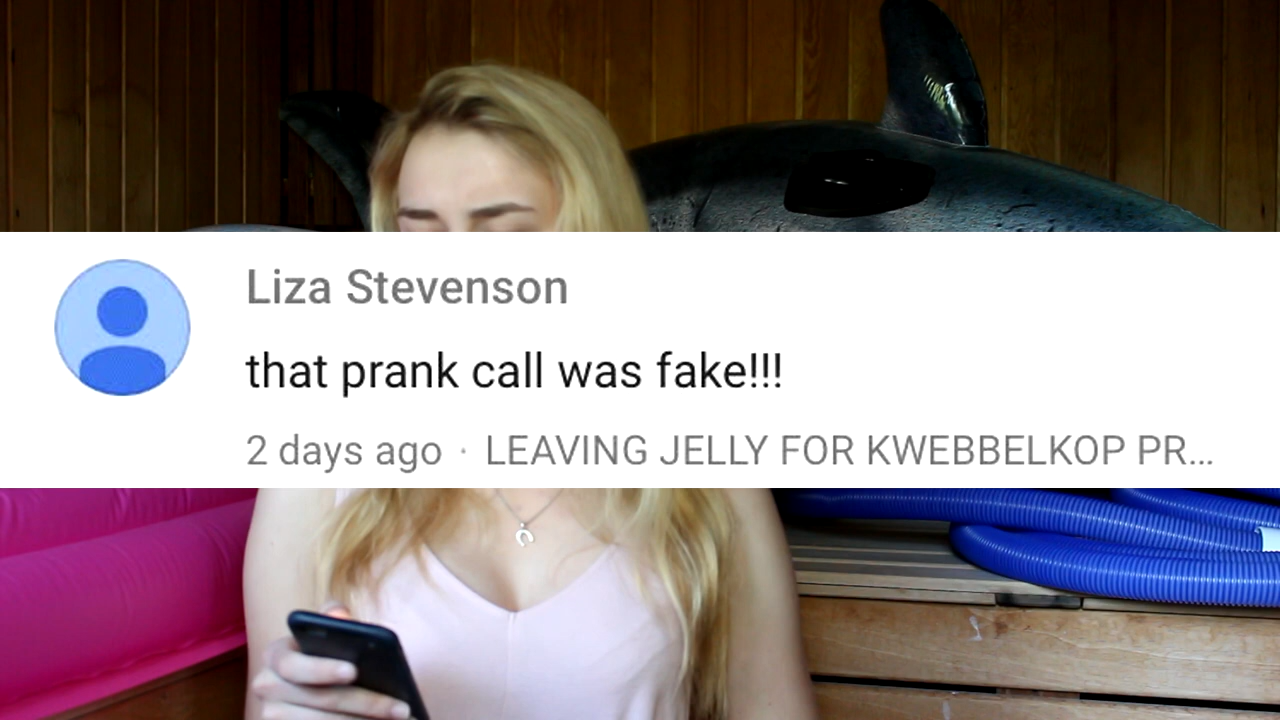 Liza Stevenson
that prank call was fake!!!
2 days ago · LEAVING JELLY FOR KWEBBELKOP PR...